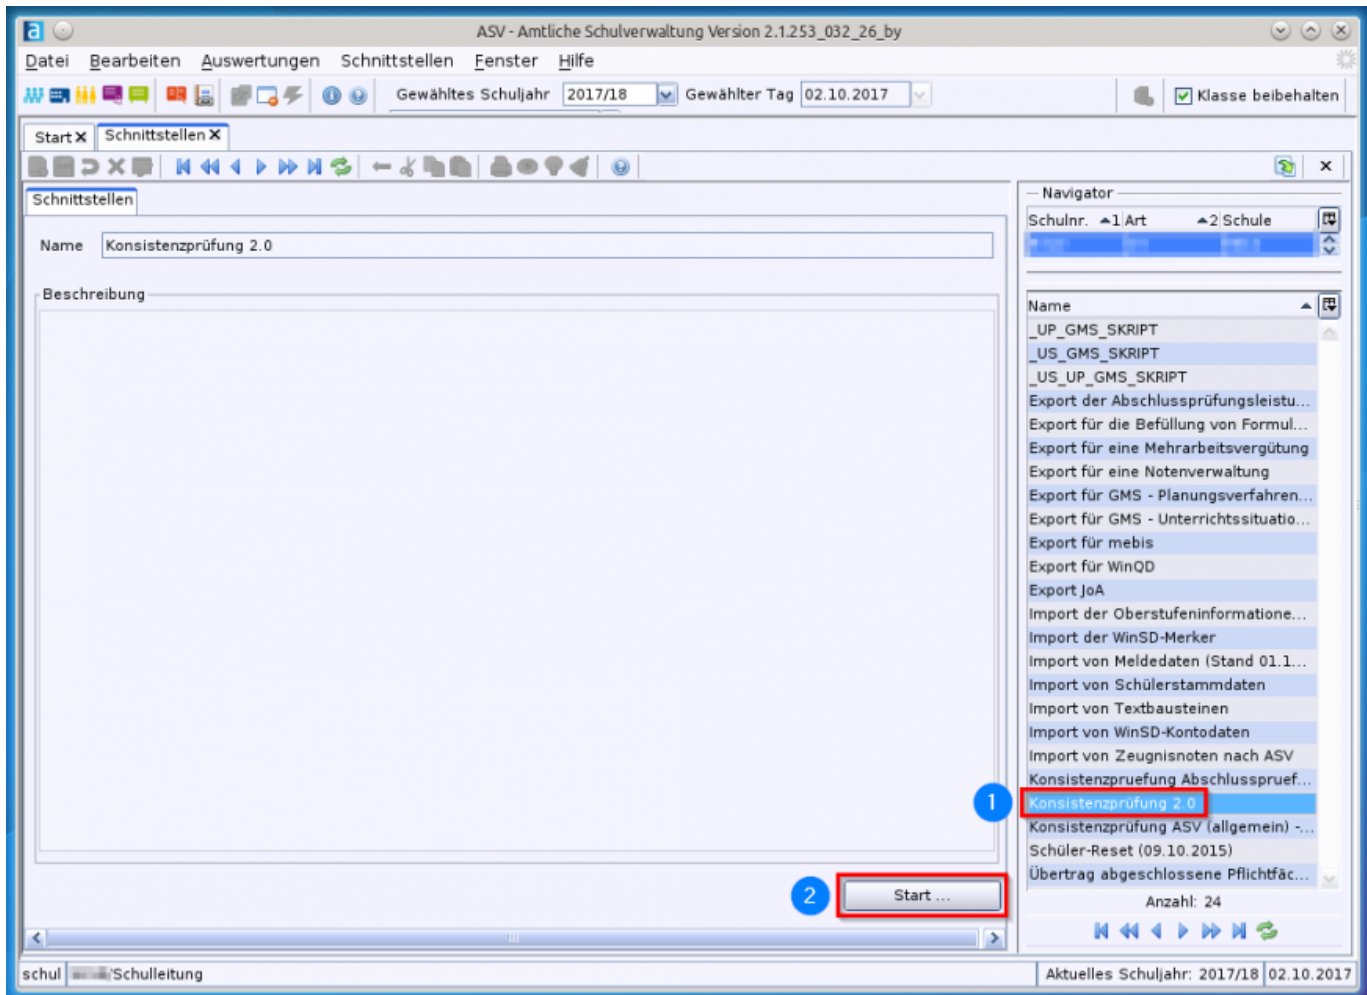 ASV - Amtliche Schulverwaltung Version 2.1.253_032_26_by
Datei Bearbeiten Auswertungen Schnittstellen Fenster Hilfe
Gewähltes Schuljahr 2017/18 Gewählter Tag 02.10.2017 Klasse beibehalten
Start Schnittstellen
Schnittstellen
Name Konsistenzprüfung 2.0
Beschreibung
Navigator
Schulnr. 1 Art 2 Schule
Name
_UP_GMS_SKRIPT
_US_GMS_SKRIPT
_US_UP_GMS_SKRIPT
Export der Abschlussprüfungsleistu...
Export für die Befüllung von Formul...
Export für eine Mehrarbeitsvergütung
Export für eine Notenverwaltung
Export für GMS - Planungsverfahren...
Export für GMS - Unterrichtssituatio...
Export für mebis
Export für WinQD
Export JoA
Import der Oberstufeninformatione...
Import der WinSD-Merker
Import von Meldedaten (Stand 01.1...
Import von Schülerstammdaten
Import von Textbausteinen
Import von WinSD-Kontodaten
Import von Zeugnisnoten nach ASV
Konsistenzpruefung Abschlusspruef...
1 Konsistenzprüfung 2.0
Konsistenzprüfung ASV (allgemein) -...
Schüler-Reset (09.10.2015)
Übertrag abgeschlossene Pflichtfäc...
2 Start ...
Anzahl: 24
schul /Schulleitung Aktuelles Schuljahr: 2017/18 02.10.2017